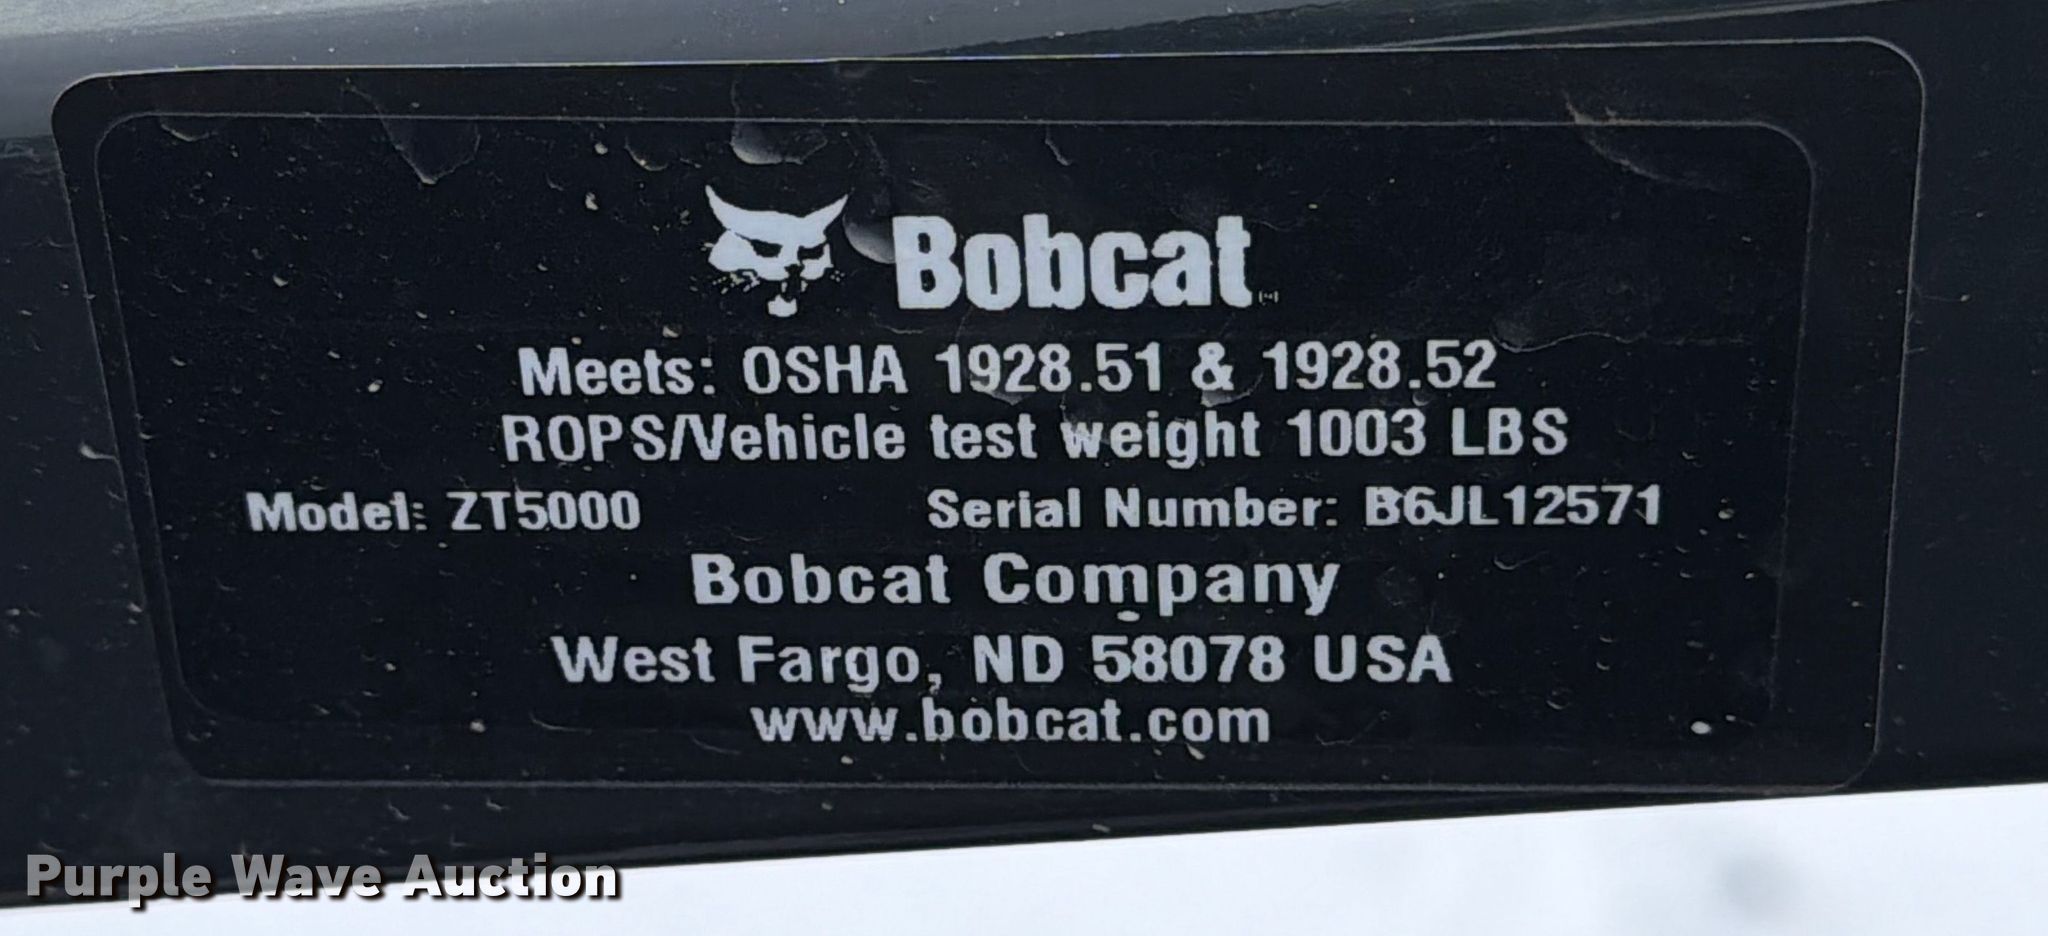 Bobcat
Meets: OSHA 1928.51 & 1928.52
ROPS/Vehicle test weight 1003 LBS
Model: ZT5000 Serial Number: B6JL12571
Bobcat Company
West Fargo, ND 58078 USA
www.bobcat.com
Purple Wave Auction